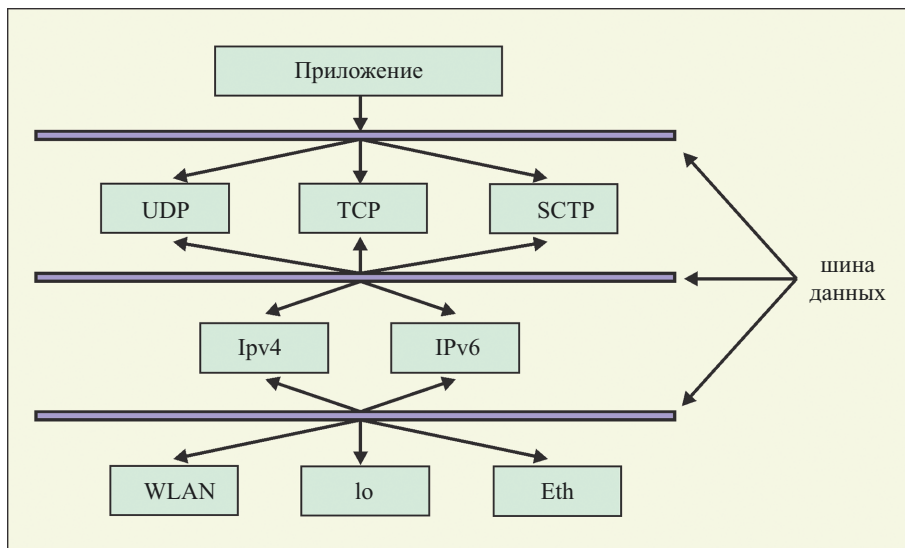 Приложение
UDP
TCP
SCTP
шина
данных
Ipv4
IPv6
WLAN
lo
Eth